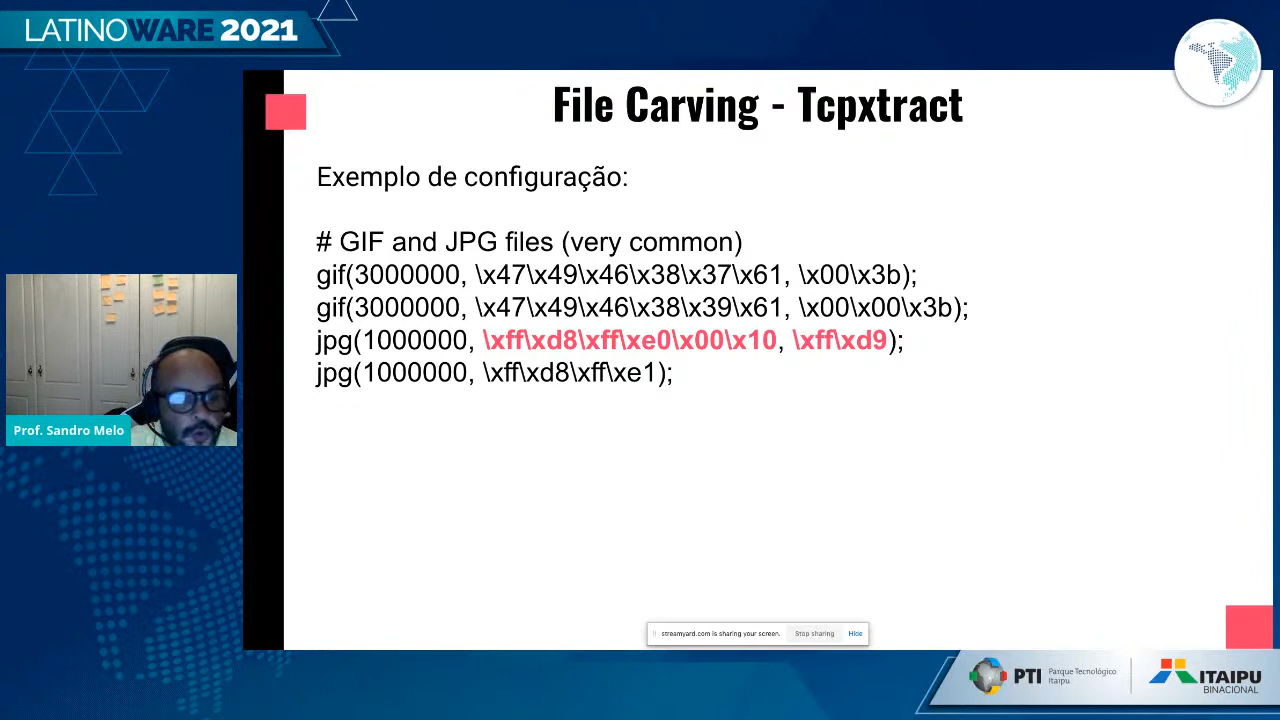 LATINOWARE 2021
File Carving - Tcpxtract
Exemplo de configuração:
# GIF and JPG files (very common)
gif(3000000, \x47\x49\x46\x38\x37\x61, \x00\x3b);
gif(3000000, \x47\x49\x46\x38\x39\x61, \x00\x00\x3b);
jpg(1000000, \xff\xd8\xff\xe0\x00\x10, \xff\xd9);
jpg(1000000, \xff\xd8\xff\xe1);
Prof. Sandro Melo
streamyard.com is sharing your screen.
Stop sharing
Hide
PTI
Parque Tecnológico
Itaipu
ITAIPU
BINACIONAL